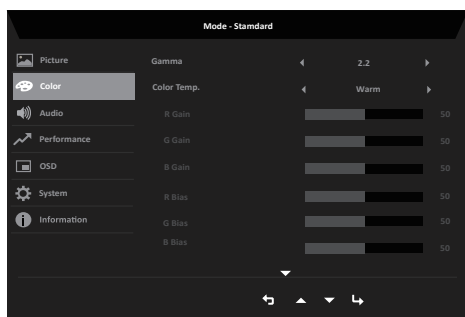 Mode - Stamdard
Picture
Gamma 2.2
Color
Color Temp. Warm
Audio
R Gain 50
Performance
G Gain 50
OSD
B Gain 50
System
R Bias 50
Information
G Bias 50
B Bias 50